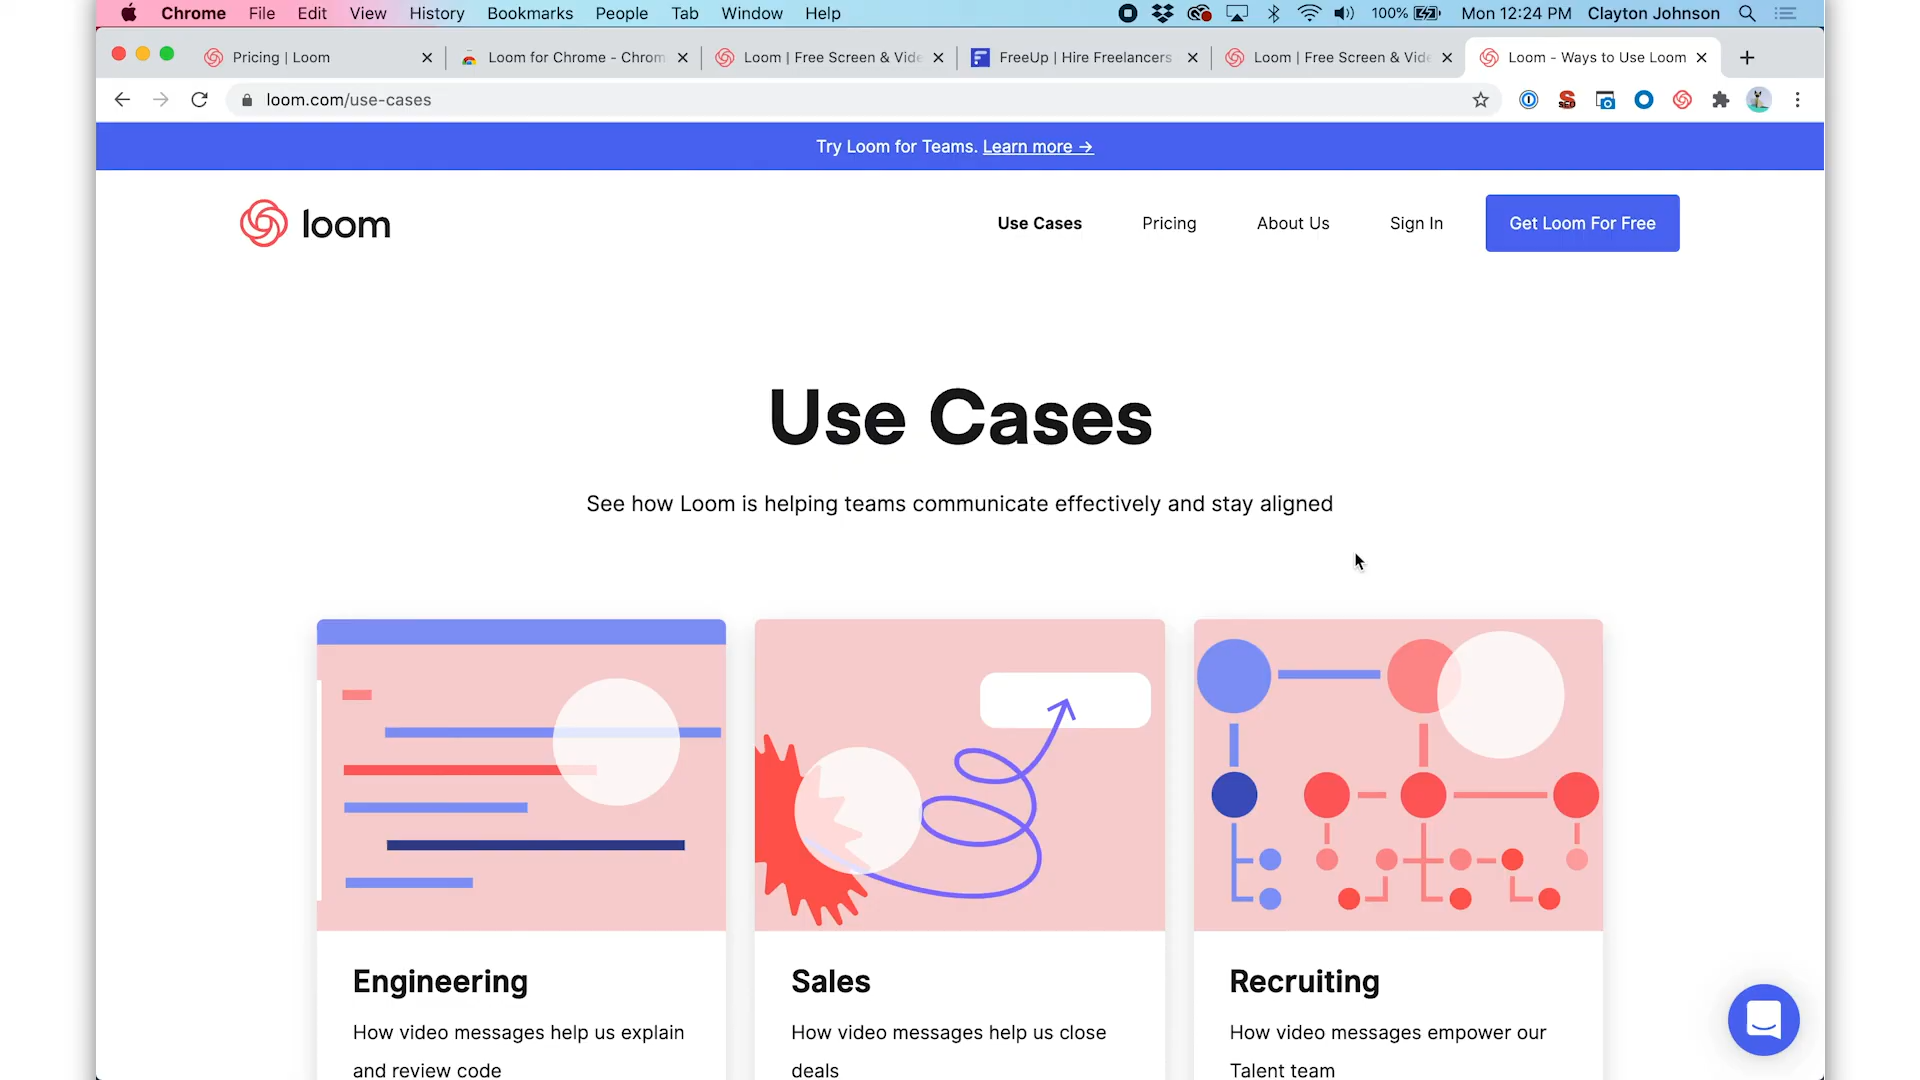 Chrome File Edit View History Bookmarks People Tab Window Help 100% Mon 12:24 PM Clayton Johnson
Pricing | Loom Loom for Chrome - Chrom Loom | Free Screen & Vide FreeUp | Hire Freelancers Loom | Free Screen & Vide Loom - Ways to Use Loom
loom.com/use-cases
Try Loom for Teams. Learn more →
loom Use Cases Pricing About Us Sign In Get Loom For Free
Use Cases
See how Loom is helping teams communicate effectively and stay aligned
Engineering
How video messages help us explain
and review code
Sales
How video messages help us close
deals
Recruiting
How video messages empower our
Talent team